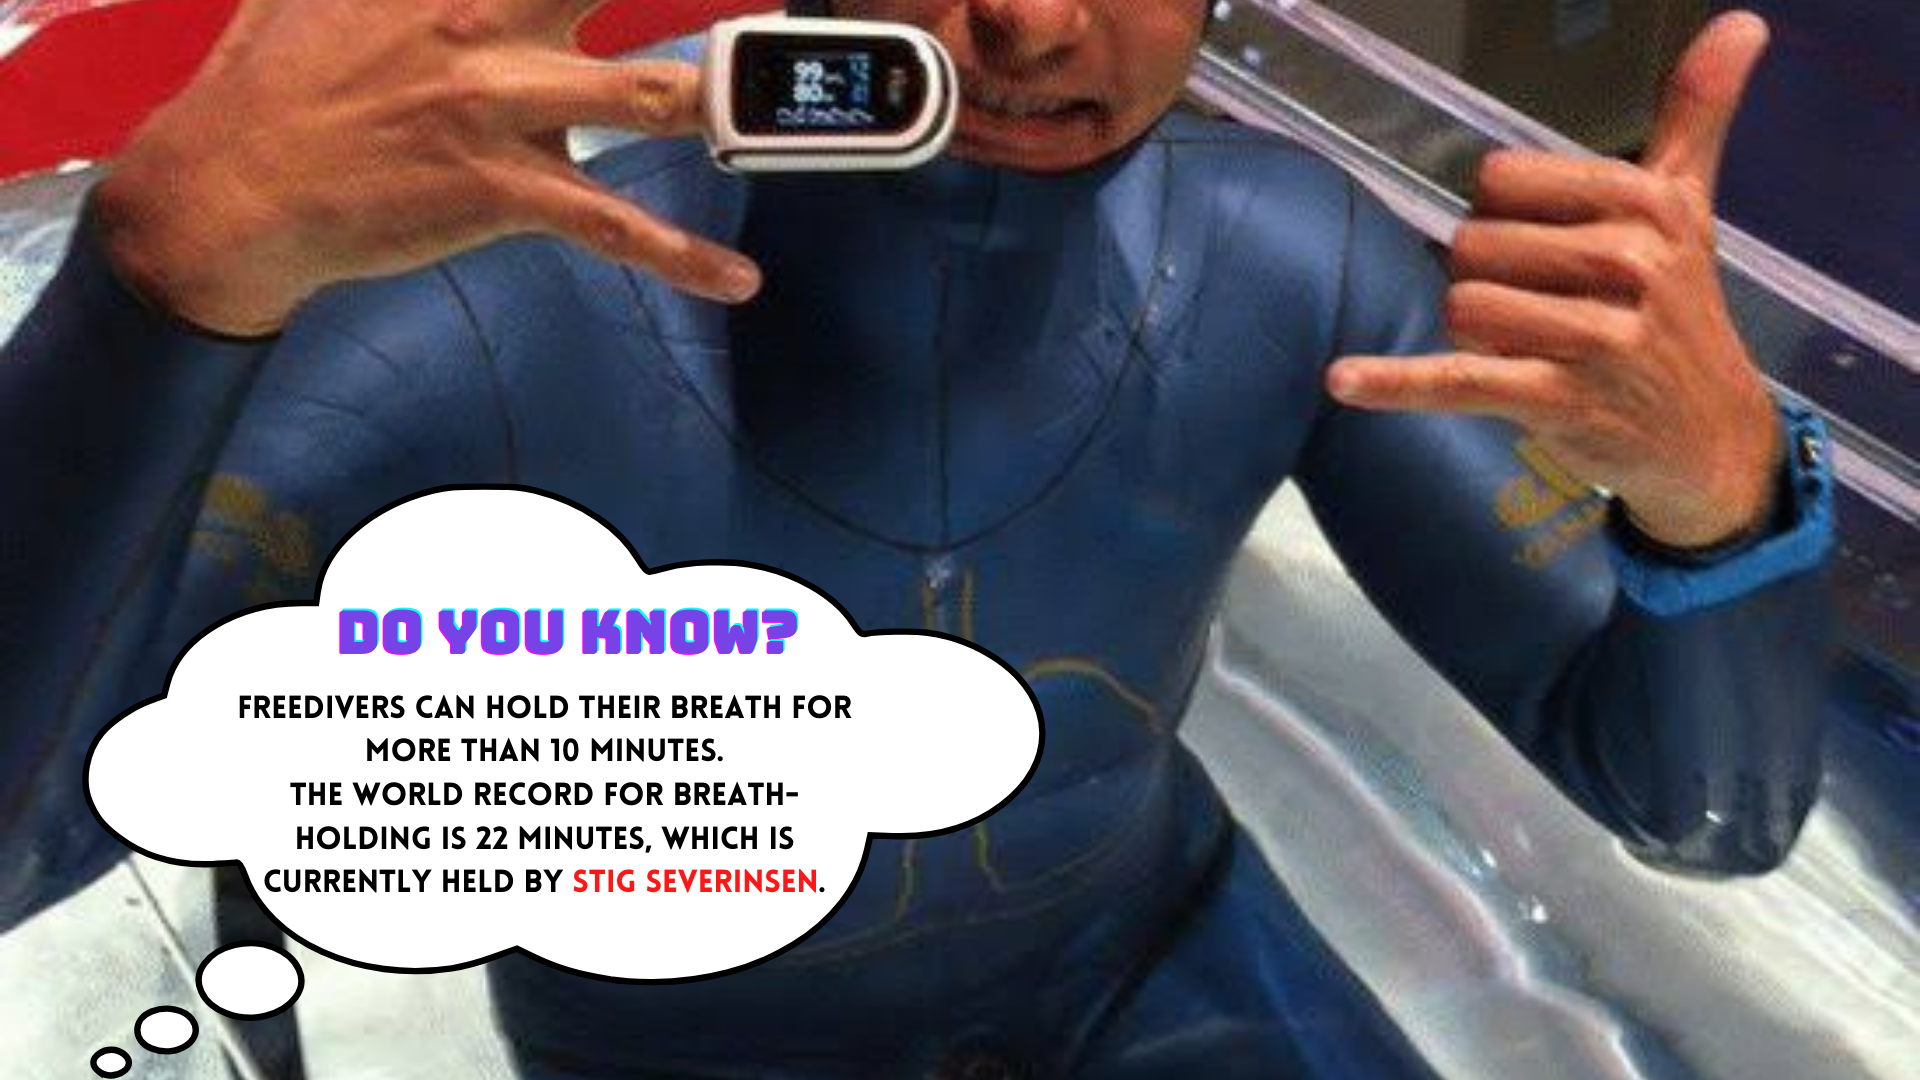 DO YOU KNOW?
FREEDIVERS CAN HOLD THEIR BREATH FOR
MORE THAN 10 MINUTES.
THE WORLD RECORD FOR BREATH-
HOLDING IS 22 MINUTES, WHICH IS
CURRENTLY HELD BY STIG SEVERINSEN.